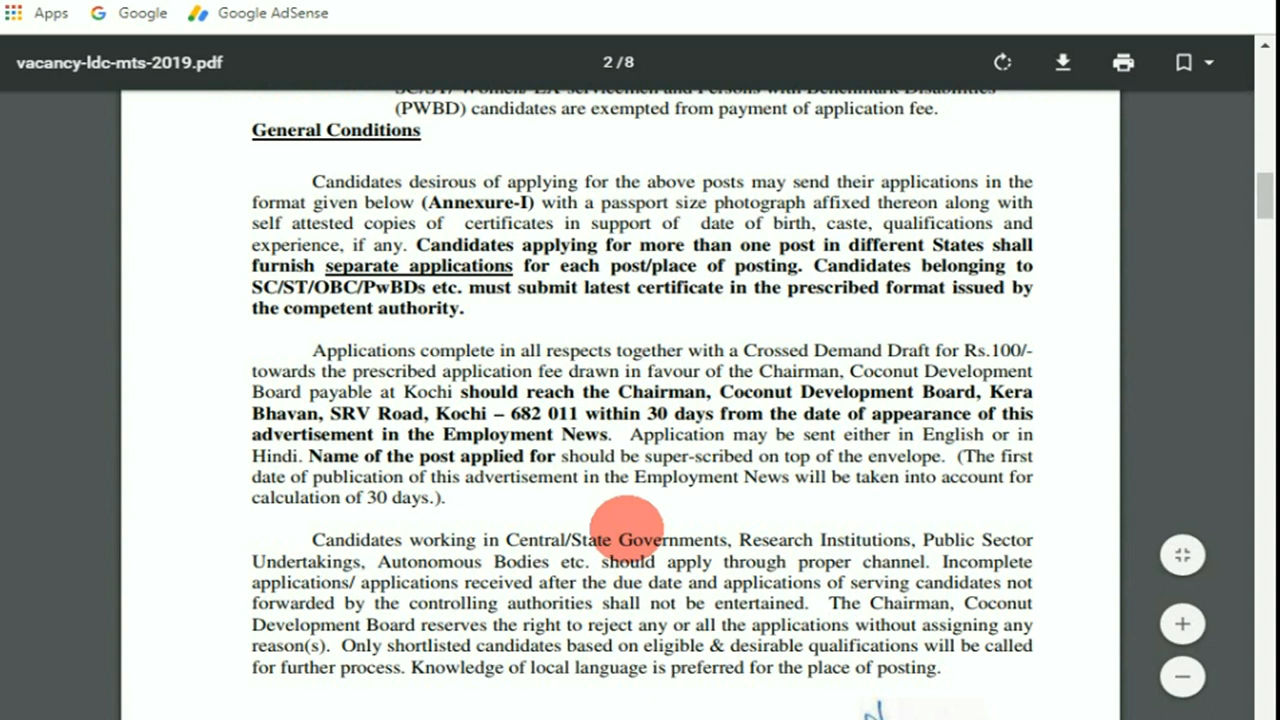 Apps Google Google AdSense
vacancy-ldc-mts-2019.pdf 2 / 8
SC/ST/ Women/ EX-servicemen and Persons with Benchmark Disabilities
(PWBD) candidates are exempted from payment of application fee.
General Conditions
Candidates desirous of applying for the above posts may send their applications in the
format given below (Annexure-I) with a passport size photograph affixed thereon along with
self attested copies of certificates in support of date of birth, caste, qualifications and
experience, if any. Candidates applying for more than one post in different States shall
furnish separate applications for each post/place of posting. Candidates belonging to
SC/ST/OBC/PwBDs etc. must submit latest certificate in the prescribed format issued by
the competent authority.
Applications complete in all respects together with a Crossed Demand Draft for Rs.100/-
towards the prescribed application fee drawn in favour of the Chairman, Coconut Development
Board payable at Kochi should reach the Chairman, Coconut Development Board, Kera
Bhavan, SRV Road, Kochi – 682 011 within 30 days from the date of appearance of this
advertisement in the Employment News. Application may be sent either in English or in
Hindi. Name of the post applied for should be super-scribed on top of the envelope. (The first
date of publication of this advertisement in the Employment News will be taken into account for
calculation of 30 days.).
Candidates working in Central/State Governments, Research Institutions, Public Sector
Undertakings, Autonomous Bodies etc. should apply through proper channel. Incomplete
applications/ applications received after the due date and applications of serving candidates not
forwarded by the controlling authorities shall not be entertained. The Chairman, Coconut
Development Board reserves the right to reject any or all the applications without assigning any
reason(s). Only shortlisted candidates based on eligible & desirable qualifications will be called
for further process. Knowledge of local language is preferred for the place of posting.